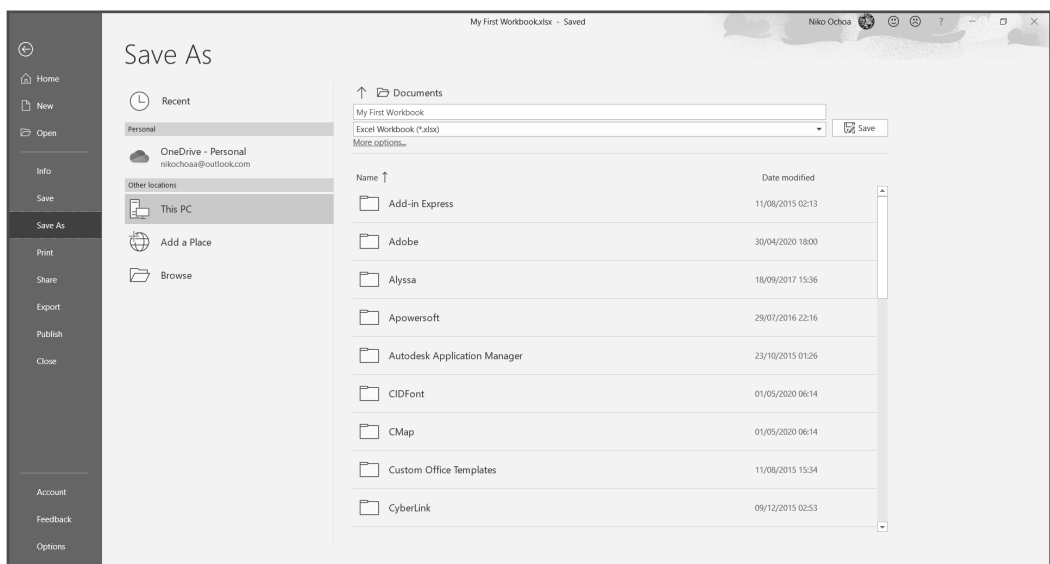 My First Workbook.xlsx - Saved
Niko Ochoa
?
Save As
Home
New
Open
Info
Save
Save As
Print
Share
Export
Publish
Close
Account
Feedback
Options
Recent
Personal
OneDrive - Personal
nikochoaa@outlook.com
Other locations
This PC
Add a Place
Browse
Documents
My First Workbook
Excel Workbook (*.xlsx)
Save
More options...
Name Date modified
Add-in Express 11/08/2015 02:13
Adobe 30/04/2020 18:00
Alyssa 18/09/2017 15:36
Apowersoft 29/07/2016 22:16
Autodesk Application Manager 23/10/2015 01:26
CIDFont 01/05/2020 06:14
CMap 01/05/2020 06:14
Custom Office Templates 11/08/2015 15:34
CyberLink 09/12/2015 02:53